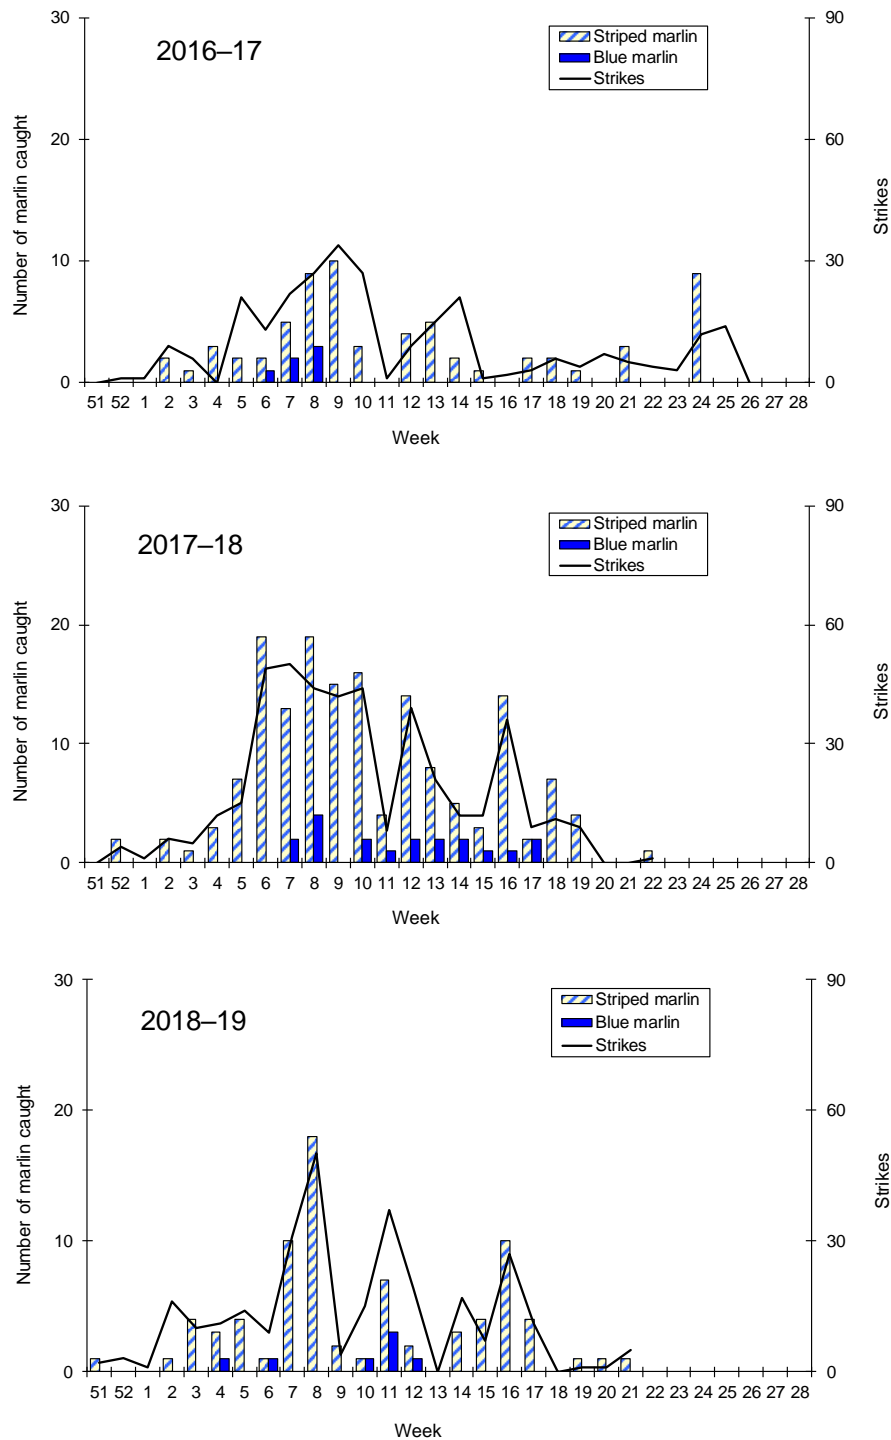 2016–17
Striped marlin
Blue marlin
Strikes
Number of marlin caught
30
20
10
0
90
60
30
0
Strikes
51 52 1 2 3 4 5 6 7 8 9 10 11 12 13 14 15 16 17 18 19 20 21 22 23 24 25 26 27 28
Week
2017–18
Striped marlin
Blue marlin
Strikes
Number of marlin caught
30
20
10
0
90
60
30
0
Strikes
51 52 1 2 3 4 5 6 7 8 9 10 11 12 13 14 15 16 17 18 19 20 21 22 23 24 25 26 27 28
Week
2018–19
Striped marlin
Blue marlin
Strikes
Number of marlin caught
30
20
10
0
90
60
30
0
Strikes
51 52 1 2 3 4 5 6 7 8 9 10 11 12 13 14 15 16 17 18 19 20 21 22 23 24 25 26 27 28
Week